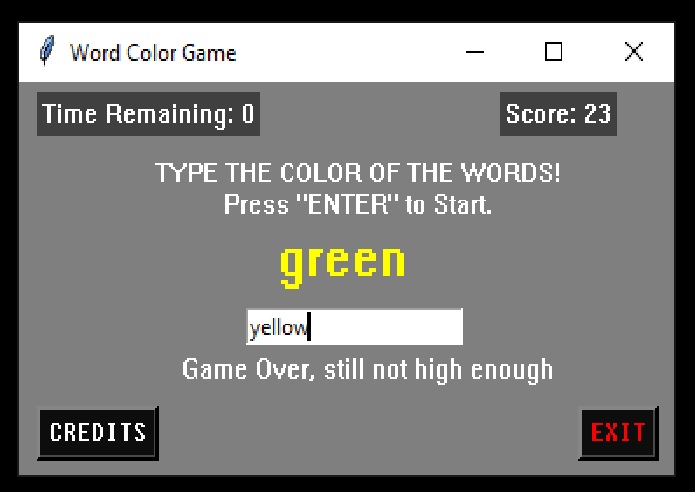 Word Color Game
Time Remaining: 0
Score: 23
TYPE THE COLOR OF THE WORDS!
Press "ENTER" to Start.
green
yellow
Game Over, still not high enough
CREDITS
EXIT